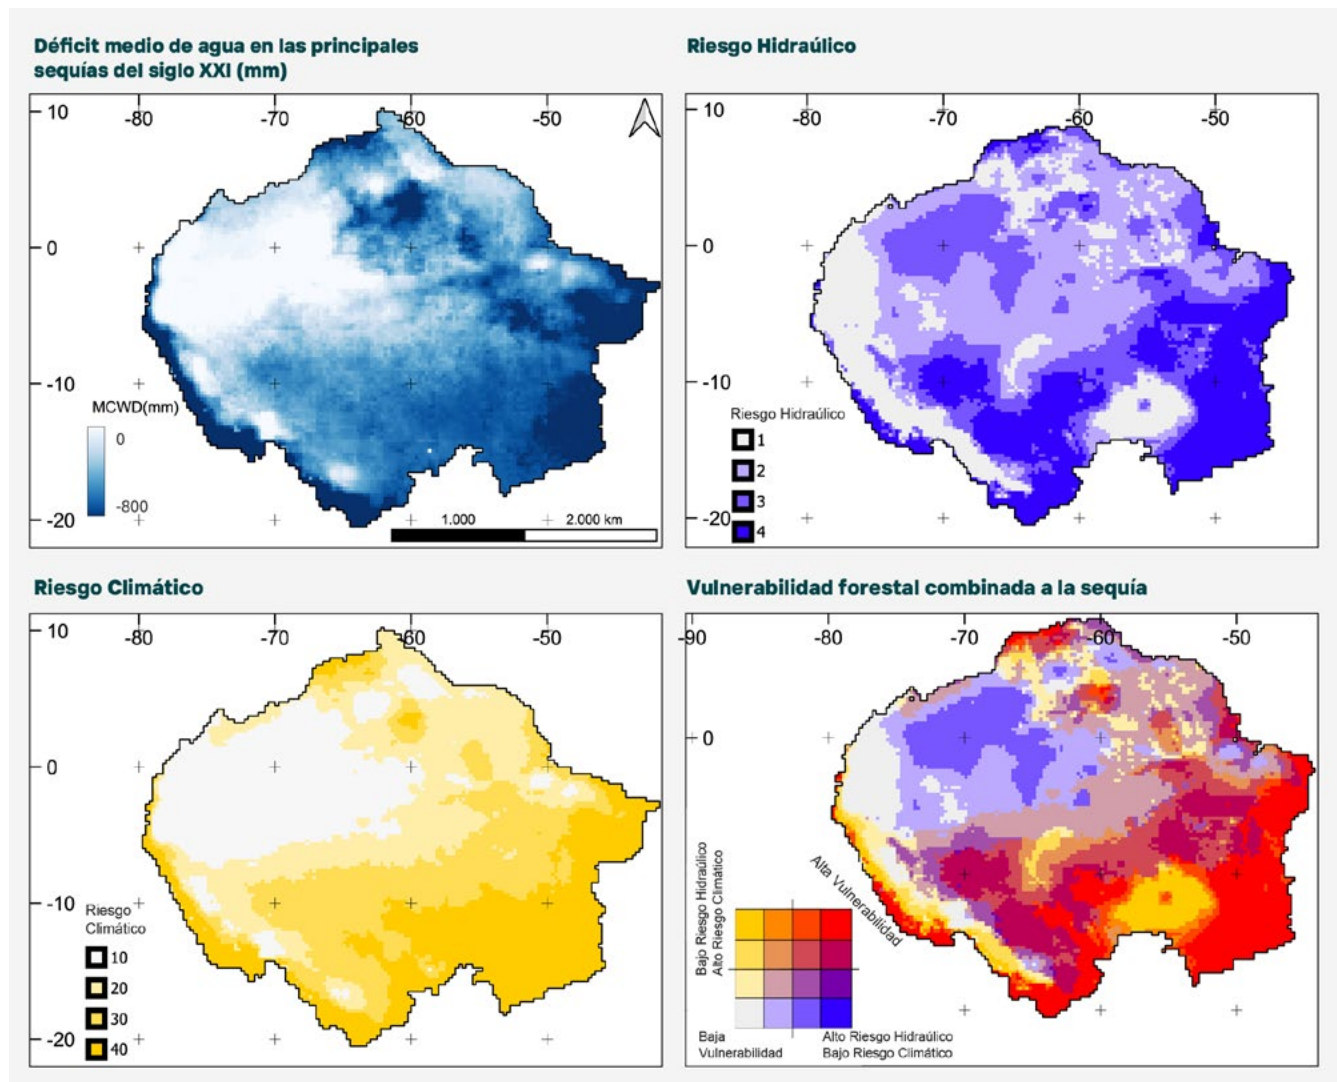 Déficit medio de agua en las principales
sequías del siglo XXI (mm)
10
-80
-70
-60
-50
0
-10
-20
MCWD(mm)
0
-800
1.000
2.000 km
Riesgo Hidraúlico
10
-80
-70
-60
-50
0
-10
-20
Riesgo Hidraúlico
1
2
3
4
Riesgo Climático
10
-80
-70
-60
-50
0
-10
-20
Riesgo
Climático
10
20
30
40
Vulnerabilidad forestal combinada a la sequía
-90
-80
-70
-60
-50
0
Bajo Riesgo Hidraúlico
Alto Riesgo Climático
Alta Vulnerabilidad
Baja
Vulnerabilidad
Alto Riesgo Hidraúlico
Bajo Riesgo Climático